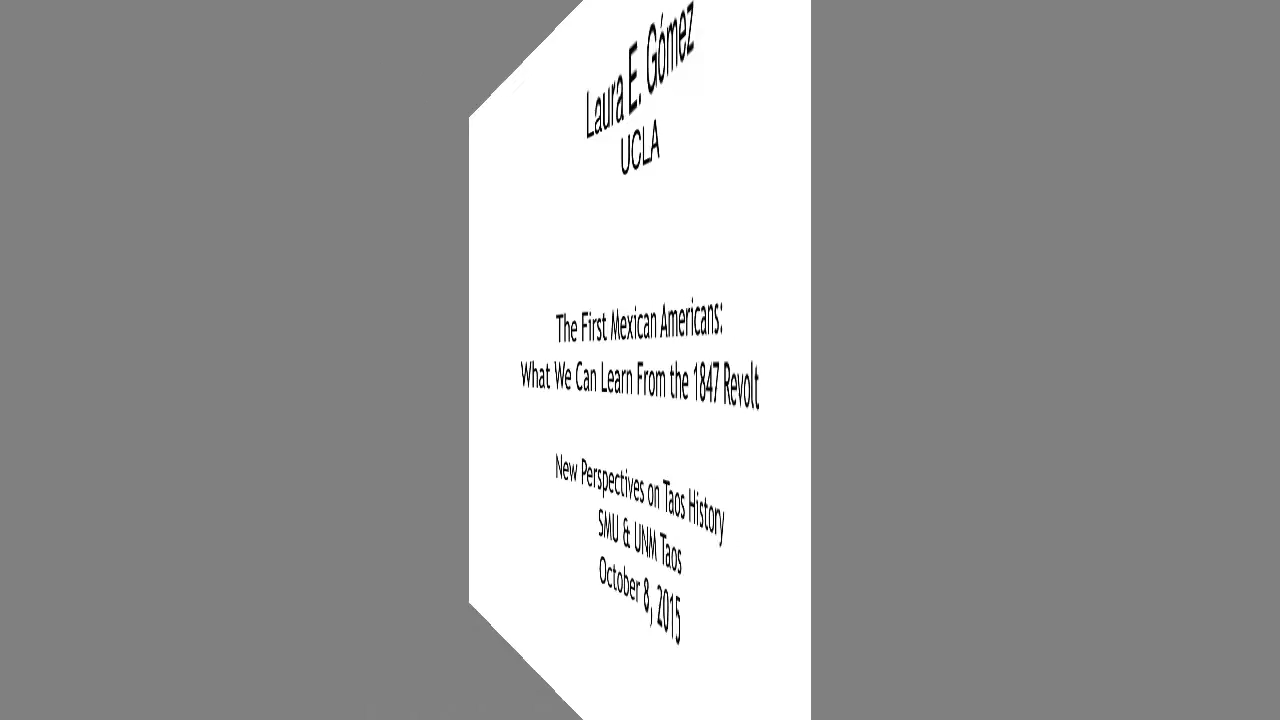 Laura E. Gómez
UCLA
The First Mexican Americans:
What We Can Learn From the 1847 Revolt
New Perspectives on Taos History
SMU & UNM Taos
October 8, 2015